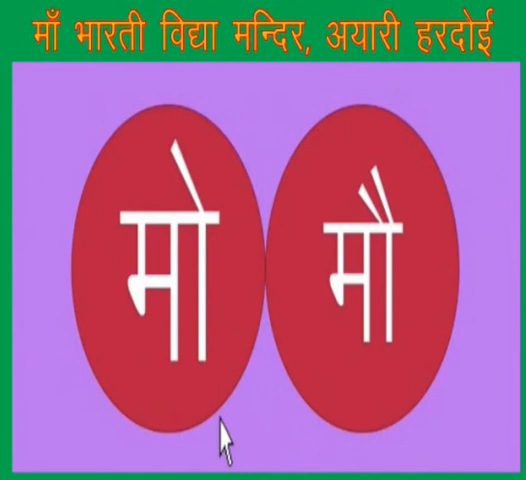 माँ भारती विद्या मन्दिर, अयारी हरदोई
मो मौ